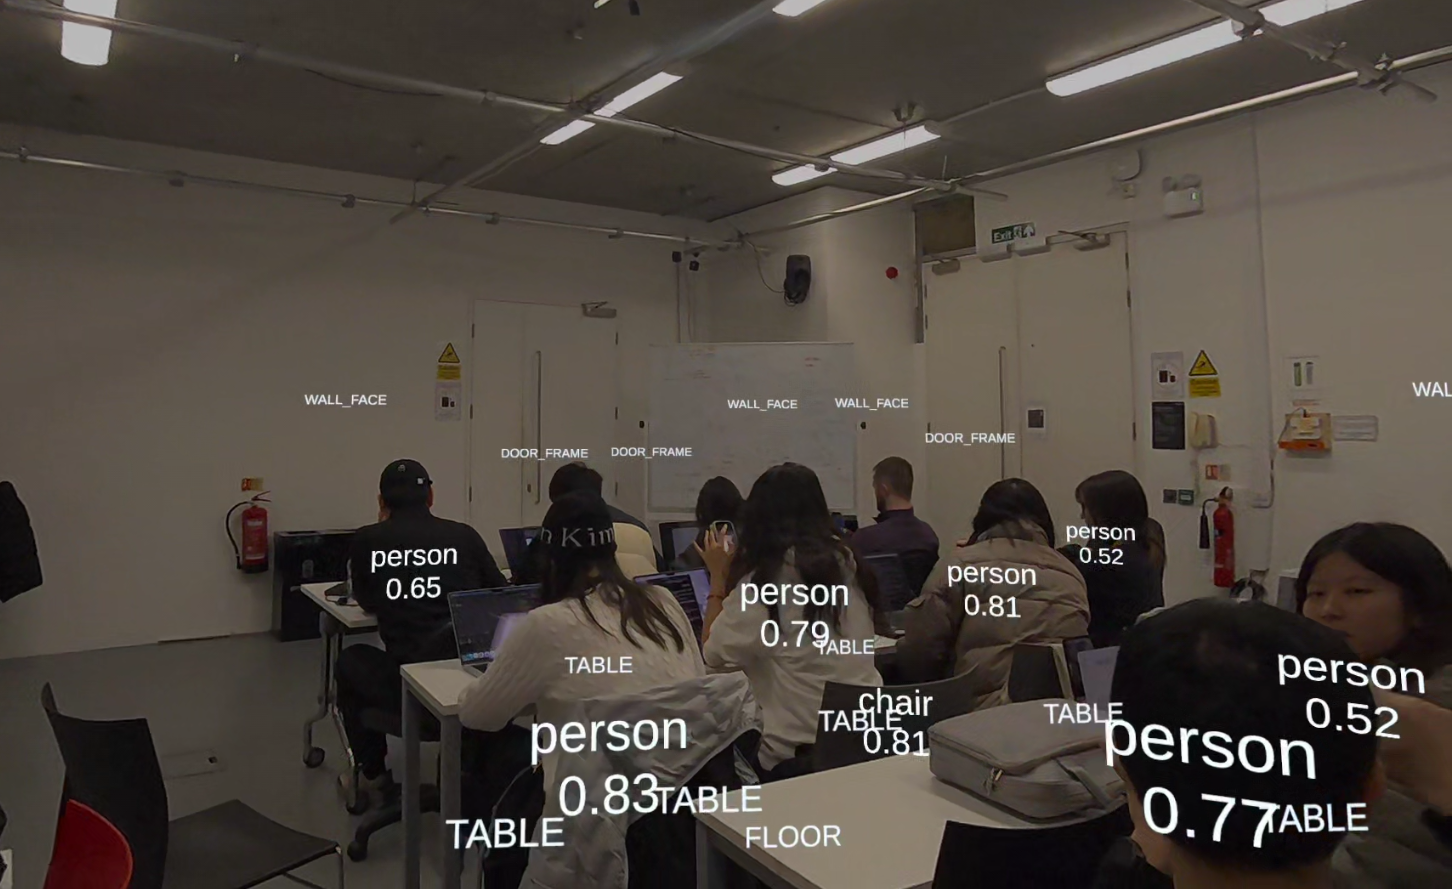 Exit
WALL_FACE
WALL_FACE
WALL_FACE
WAL
DOOR_FRAME
DOOR_FRAME
DOOR_FRAME
Kim
person
0.65
person
0.52
person
0.81
person
0.79
TABLE
TABLE
person
0.83
chair
0.81
TABLE
TABLE
person
0.52
person
0.77
TABLE
TABLE
TABLE
FLOOR